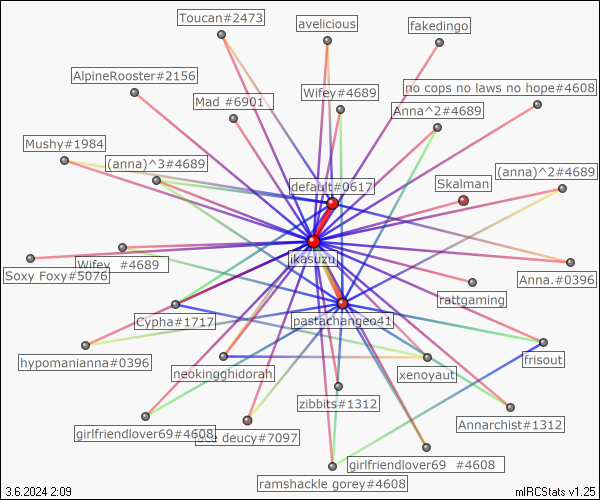 Toucan#2473
avelicious
fakedingo
AlpineRooster#2156
no cops no laws no hope#4608
Mad #6901
Wifey#4689
Anna^2#4689
Mushy#1984
(anna)^3#4689
(anna)^2#4689
default#0617
Skalman
ikasuzu
Wifey #4689
Soxy Foxy#5076
Anna.#0396
rattgaming
Cypha#1717
pastachangeo41
hypomanianna#0396
neokingghidorah
xenoyaut
frisout
zibbits#1312
Annarchist#1312
girlfriendlover69#4608
deucy#7097
girlfriendlover69 #4608
ramshackle gorey#4608
3.6.2024 2:09
mIRCStats v1.25